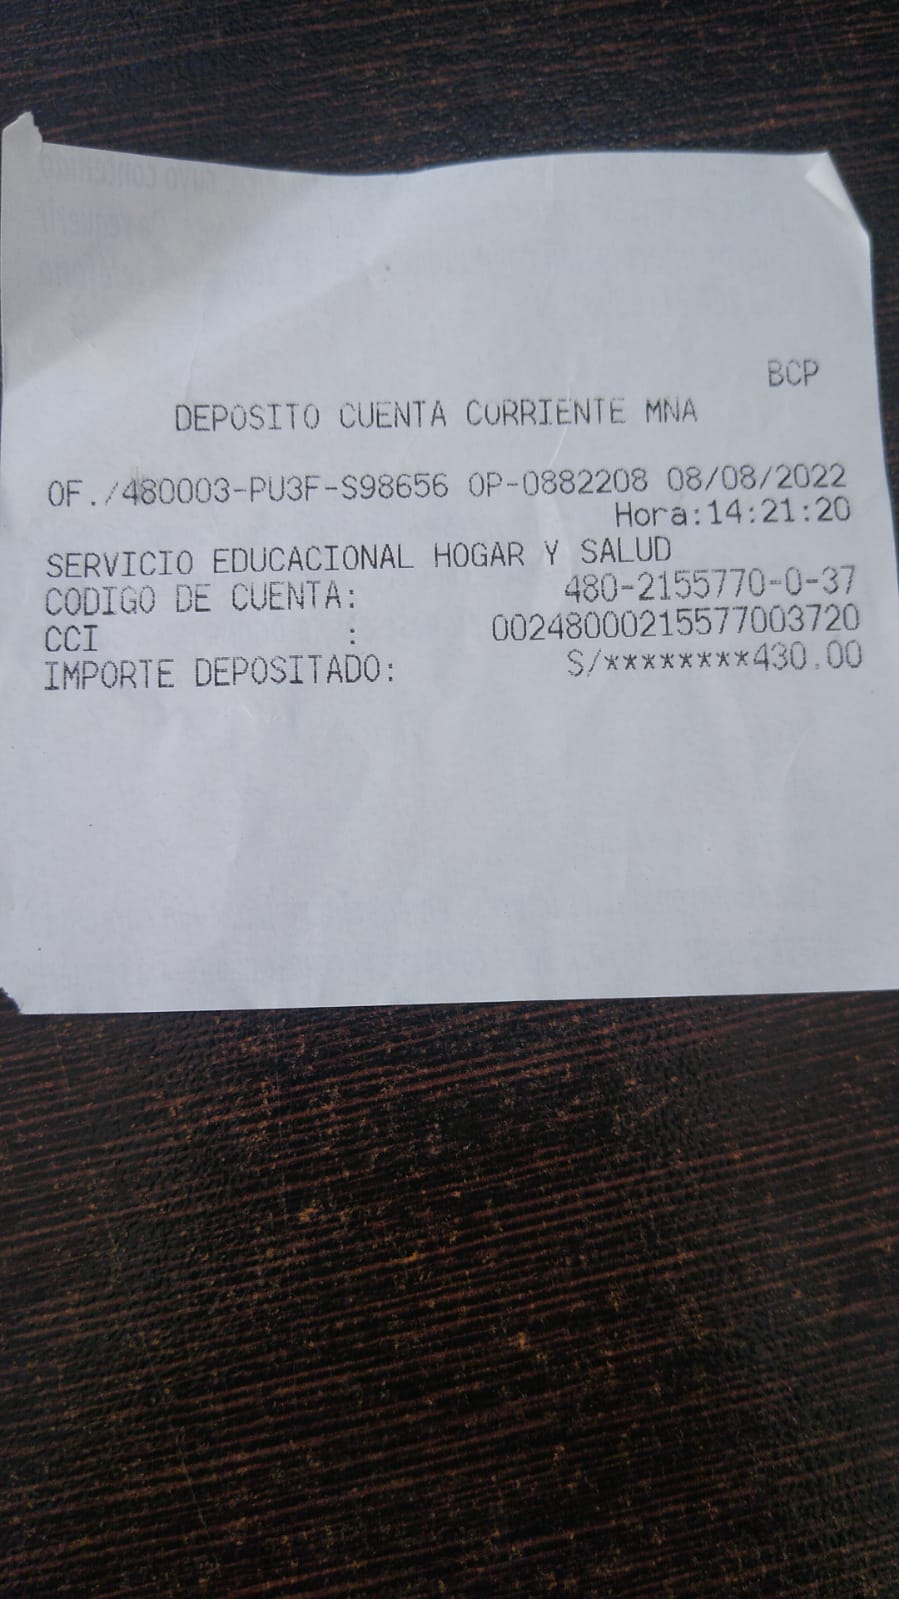 BCP
DEPOSITO CUENTA CORRIENTE MNA
OF./480003-PU3F-S98656 OP-0882208 08/08/2022
Hora:14:21:20
SERVICIO EDUCACIONAL HOGAR Y SALUD
CODIGO DE CUENTA: 480-2155770-0-37
CCI : 00248000215577003720
IMPORTE DEPOSITADO: S/********430.00